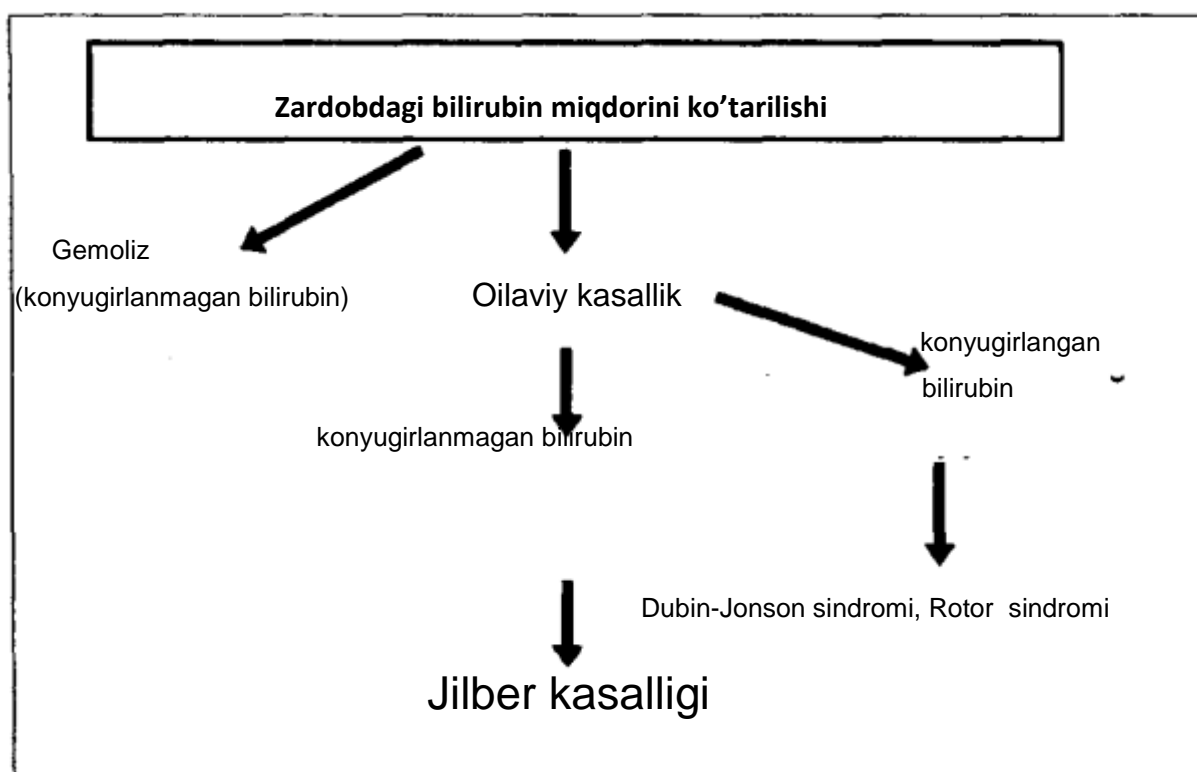 Zardobdagi bilirubin miqdorini ko’tarilishi
Gemoliz
(konyugirlanmagan bilirubin)
Oilaviy kasallik
konyugirlangan
bilirubin
konyugirlanmagan bilirubin
Dubin-Jonson sindromi, Rotor sindromi
Jilber kasalligi